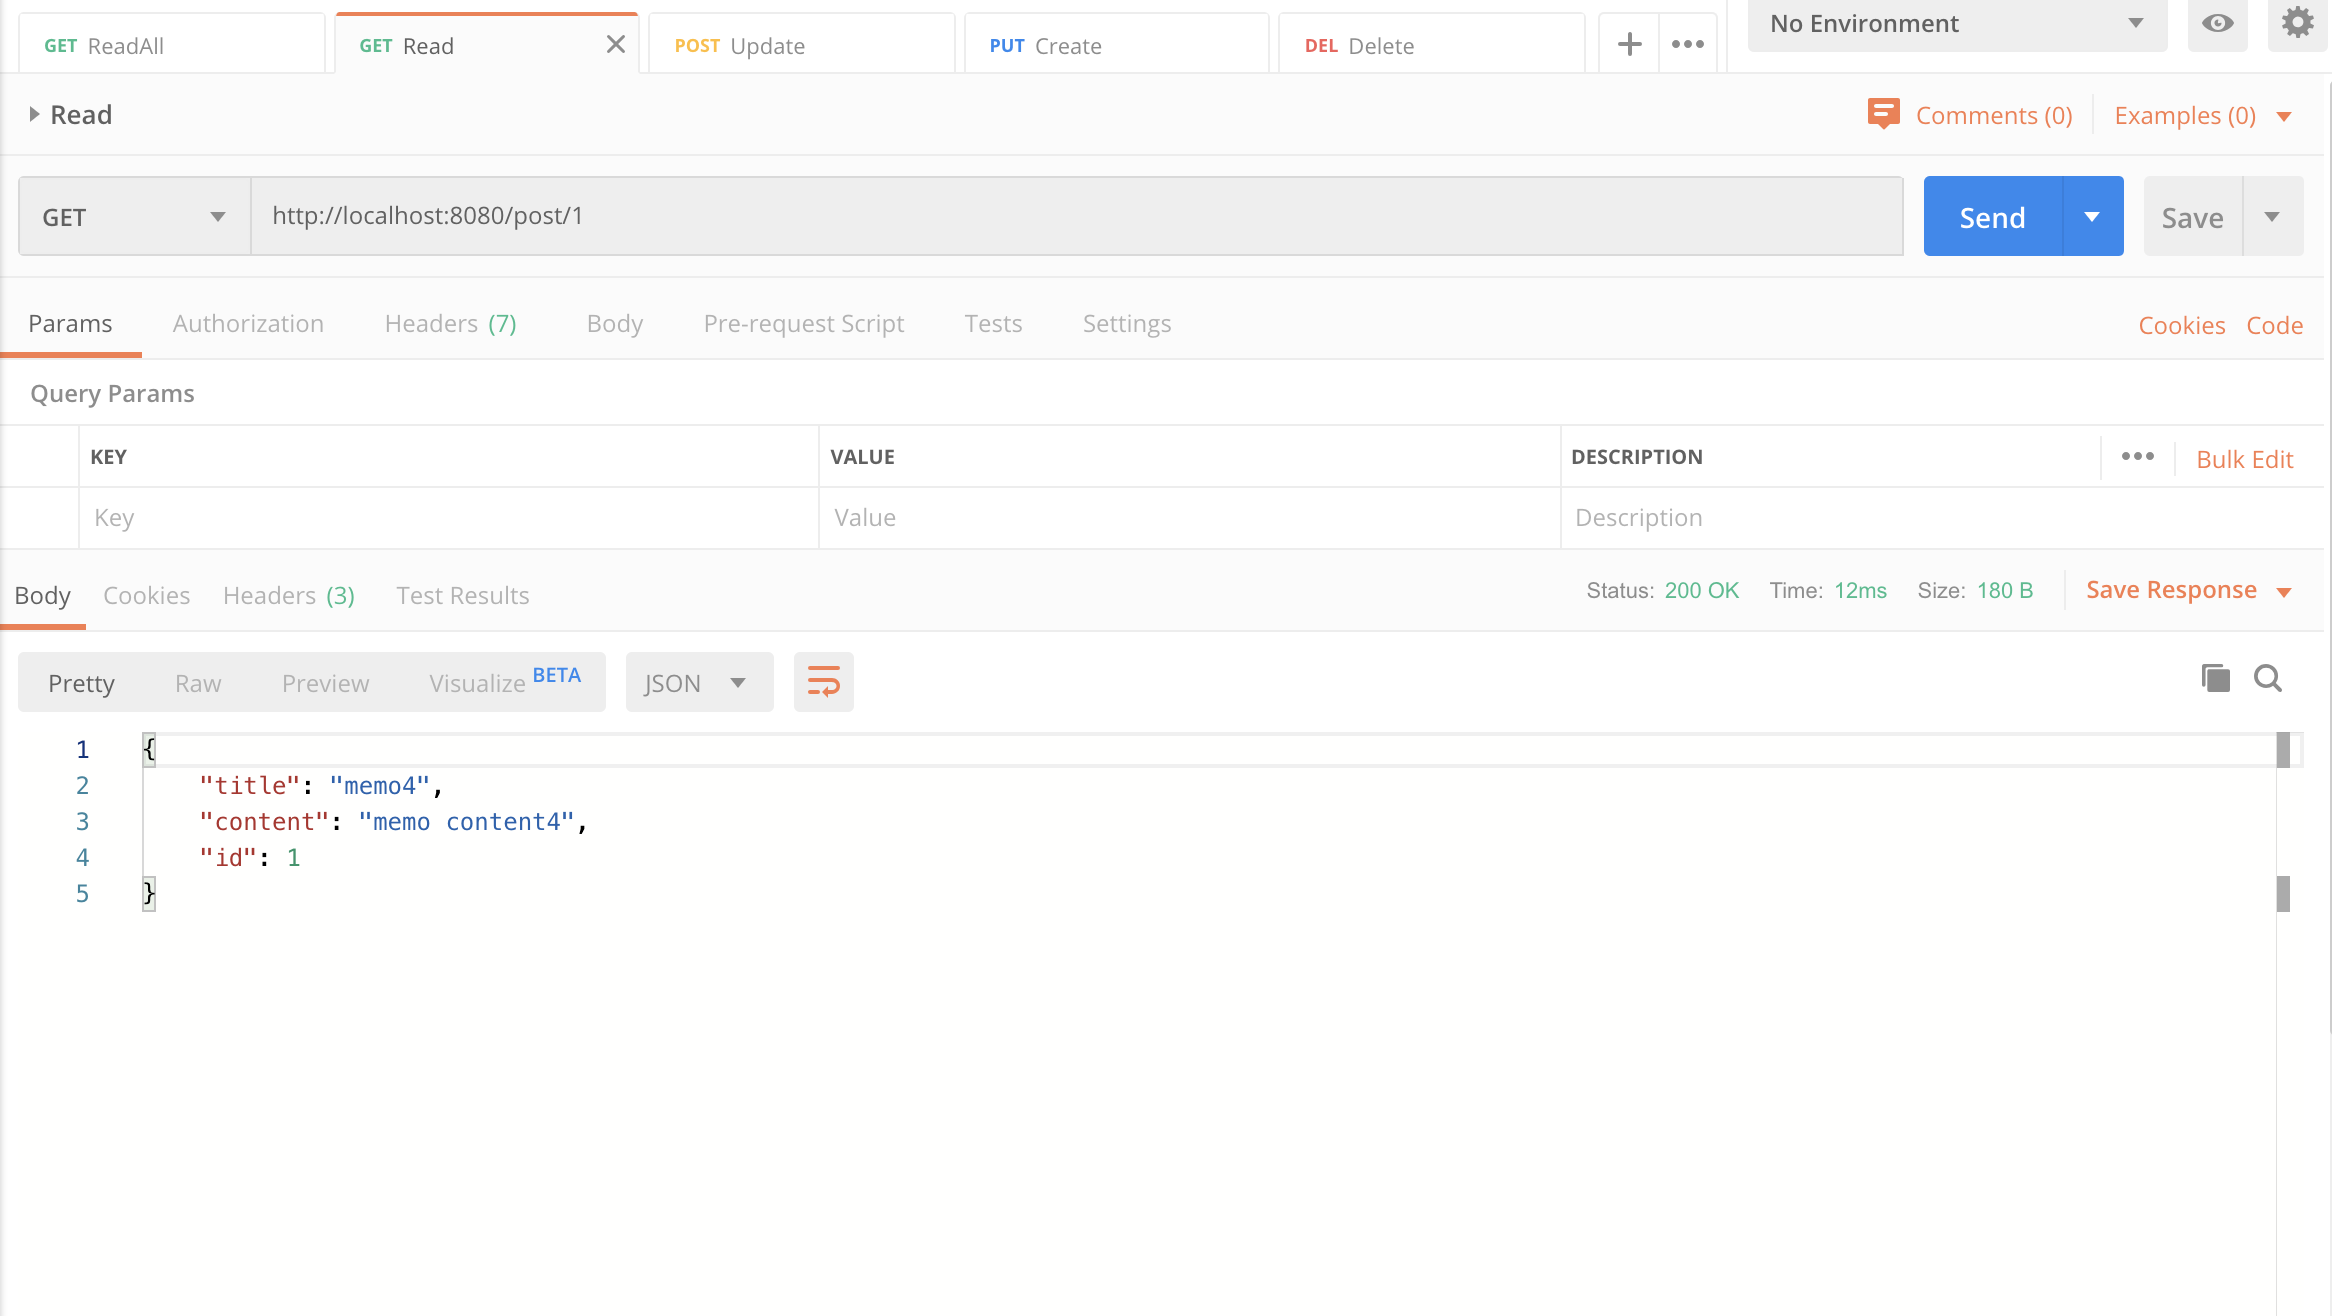 GET ReadAll GET Read POST Update PUT Create DEL Delete No Environment
Read Comments (0) Examples (0)
GET http://localhost:8080/post/1 Send Save
Params Authorization Headers (7) Body Pre-request Script Tests Settings Cookies Code
Query Params
KEY VALUE DESCRIPTION Bulk Edit
Key Value Description
Body Cookies Headers (3) Test Results Status: 200 OK Time: 12ms Size: 180 B Save Response
Pretty Raw Preview Visualize BETA JSON
1 {
2 "title": "memo4",
3 "content": "memo content4",
4 "id": 1
5 }